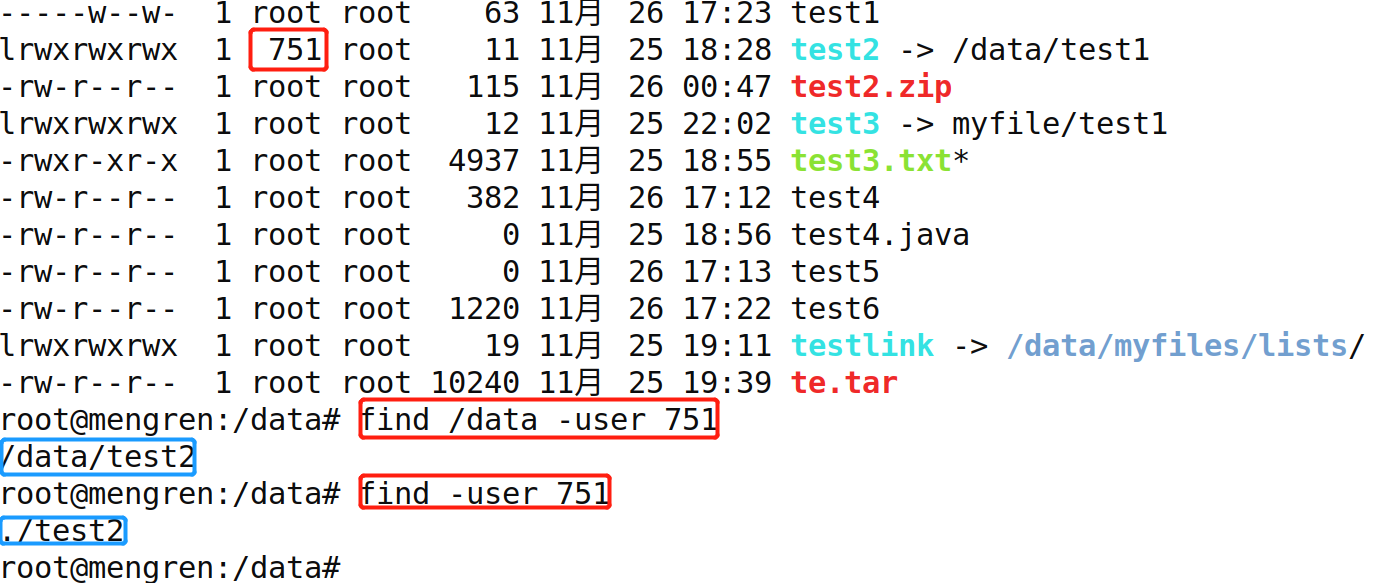 -----w--w-  1 root root    63 11月  26 17:23 test1
lrwxrwxrwx  1  751 root    11 11月  25 18:28 test2 -> /data/test1
-rw-r--r--  1 root root   115 11月  26 00:47 test2.zip
lrwxrwxrwx  1 root root    12 11月  25 22:02 test3 -> myfile/test1
-rwxr-xr-x  1 root root  4937 11月  25 18:55 test3.txt*
-rw-r--r--  1 root root   382 11月  26 17:12 test4
-rw-r--r--  1 root root     0 11月  25 18:56 test4.java
-rw-r--r--  1 root root     0 11月  26 17:13 test5
-rw-r--r--  1 root root  1220 11月  26 17:22 test6
lrwxrwxrwx  1 root root    19 11月  25 19:11 testlink -> /data/myfiles/lists/
-rw-r--r--  1 root root 10240 11月  25 19:39 te.tar
root@mengren:/data# find /data -user 751
/data/test2
root@mengren:/data# find -user 751
./test2
root@mengren:/data#